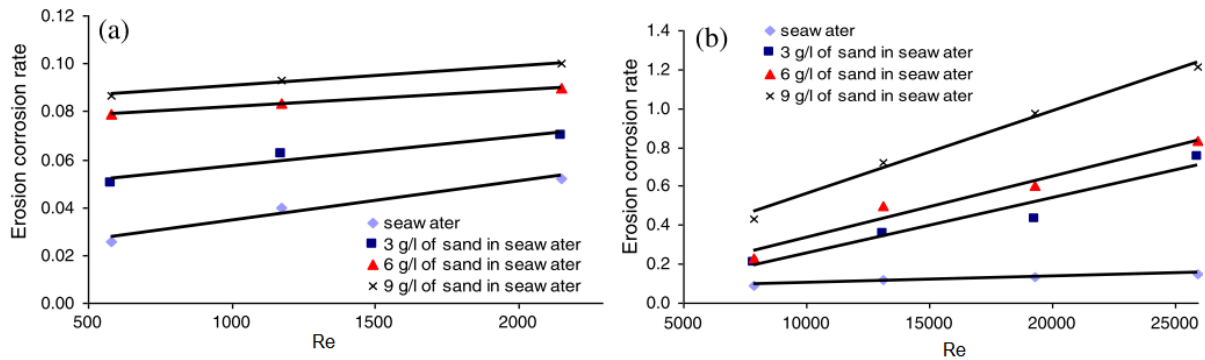 (a)
Erosion corrosion rate
0.12
0.10
0.08
0.06
0.04
0.02
0.00
500
1000
1500
2000
Re
seaw ater
3 g/l of sand in seaw ater
6 g/l of sand in seaw ater
9 g/l of sand in seaw ater
(b)
Erosion corrosion rate
1.4
1.2
1.0
0.8
0.6
0.4
0.2
0.0
5000
10000
15000
20000
25000
Re
seaw ater
3 g/l of sand in seaw ater
6 g/l of sand in seaw ater
9 g/l of sand in seaw ater